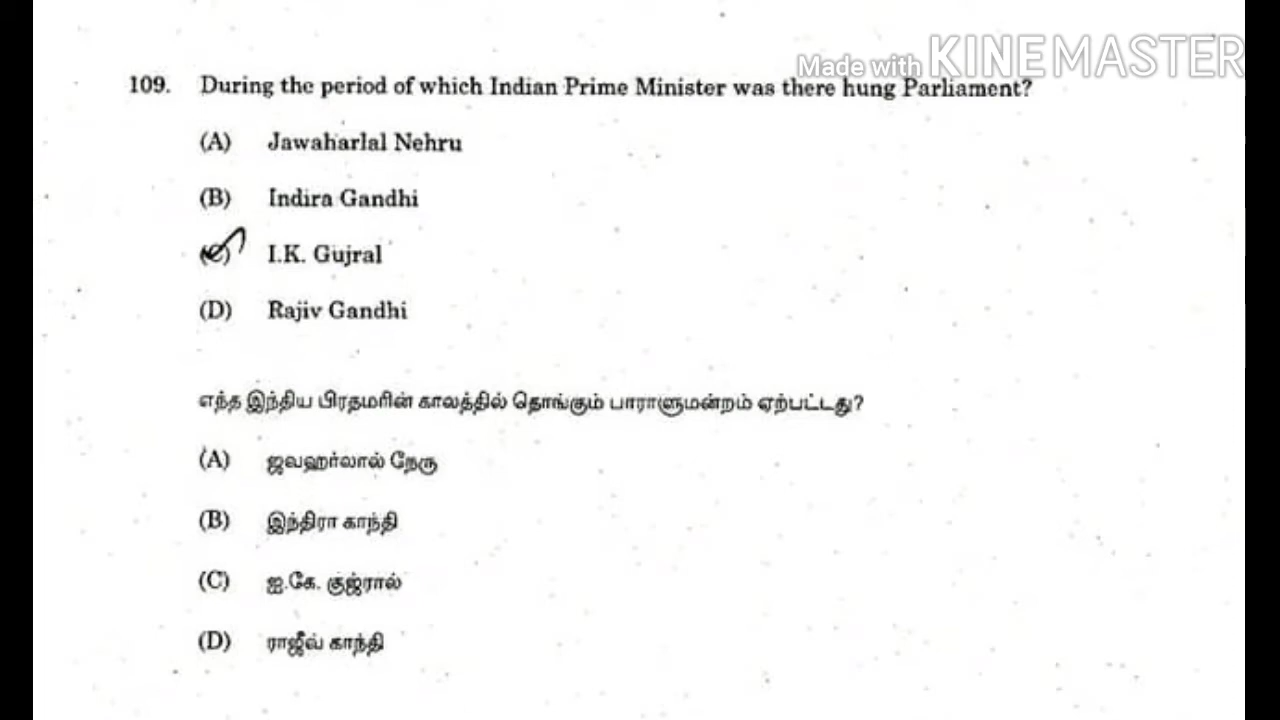 Made with KINEMASTER
109. During the period of which Indian Prime Minister was there hung Parliament?
(A) Jawaharlal Nehru
(B) Indira Gandhi
(C) I.K. Gujral
(D) Rajiv Gandhi
எந்த இந்திய பிரதமரின் காலத்தில் தொங்கும் பாராளுமன்றம் ஏற்பட்டது?
(A) ஜவஹர்லால் நேரு
(B) இந்திரா காந்தி
(C) ஐ.கே. குஜ்ரால்
(D) ராஜீவ் காந்தி